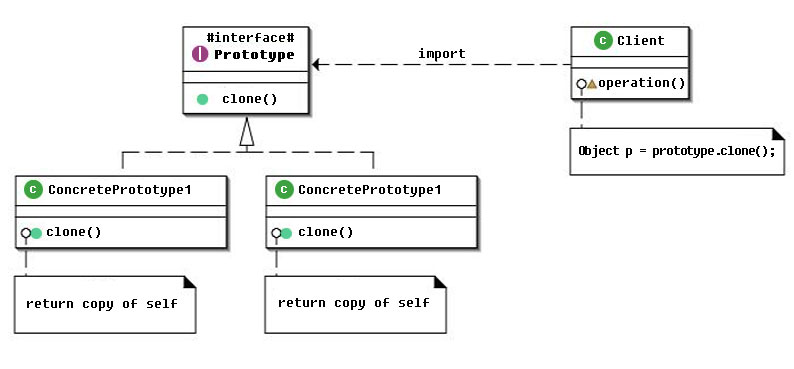 #interface#
I Prototype
clone()
import
C Client
operation()
Object p = prototype.clone();
C ConcretePrototype1
clone()
return copy of self
C ConcretePrototype1
clone()
return copy of self